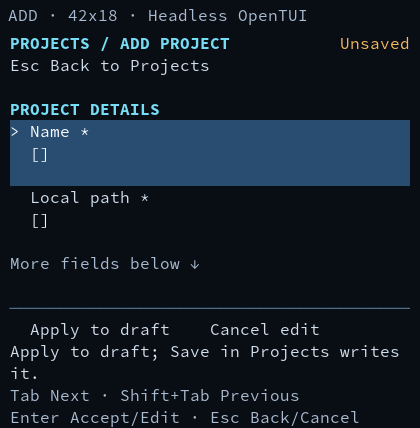 ADD · 42x18 · Headless OpenTUI
PROJECTS / ADD PROJECT Unsaved
Esc Back to Projects
PROJECT DETAILS
> Name *
[]
Local path *
[]
More fields below ↓
Apply to draft Cancel edit
Apply to draft; Save in Projects writes
it.
Tab Next · Shift+Tab Previous
Enter Accept/Edit · Esc Back/Cancel